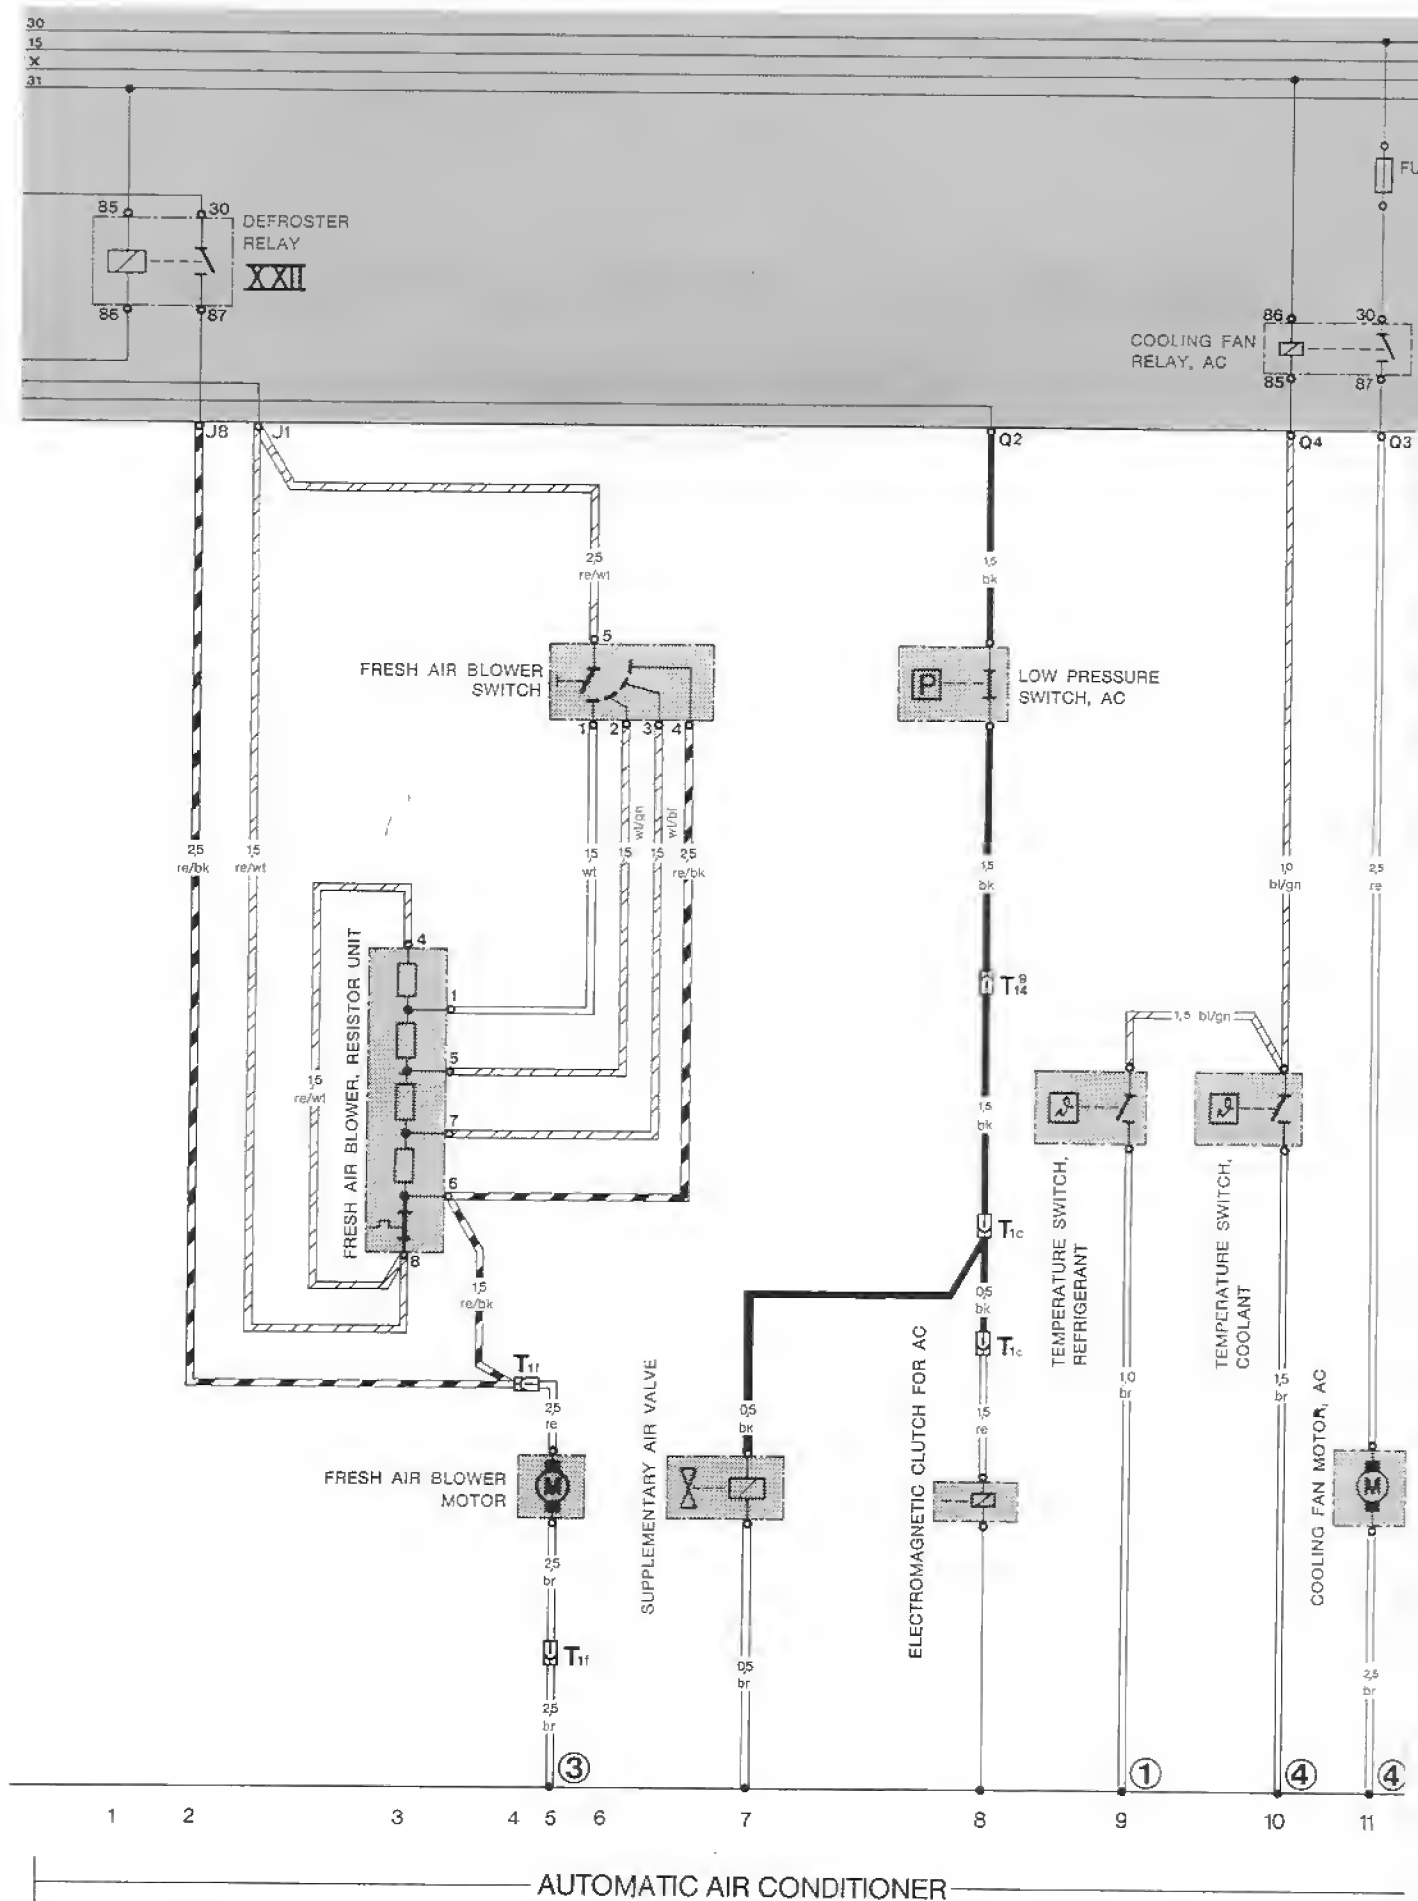 30
15
X
31
85
30
DEFROSTER
RELAY
XXII
86
87
FU
86
30
COOLING FAN
RELAY, AC
85
87
J8
J1
Q2
Q4
Q3
2,5
re/wt
1,5
bk
5
FRESH AIR BLOWER
SWITCH
1
2
3
4
P
LOW PRESSURE
SWITCH, AC
2,5
re/bk
1,5
re/wt
1,5
wt
1,5
wt/gn
1,5
2,5
re/bk
1,5
bk
1,0
bl/gn
2,5
re
FRESH AIR BLOWER, RESISTOR UNIT
4
1
5
7
6
8
1,5
re/wt
T 9
14
1,5 bl/gn
1,5
bk
T1c
TEMPERATURE SWITCH,
REFRIGERANT
TEMPERATURE SWITCH,
COOLANT
1,5
re/bk
0,5
bk
T1c
T1f
2,5
re
0,5
bk
1,5
re
1,0
br
1,5
br
FRESH AIR BLOWER
MOTOR
M
SUPPLEMENTARY AIR VALVE
ELECTROMAGNETIC CLUTCH FOR AC
COOLING FAN MOTOR, AC
M
2,5
br
T1f
2,5
br
0,5
br
2,5
br
3
1
4
4
1 2 3 4 5 6 7 8 9 10 11
AUTOMATIC AIR CONDITIONER